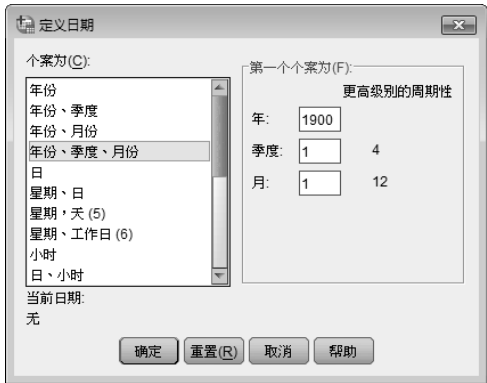 定义日期
个案为(C):
年份
年份、季度
年份、月份
年份、季度、月份
日
星期、日
星期，天 (5)
星期、工作日 (6)
小时
日、小时
当前日期:
无
第一个个案为(F):
更高级别的周期性
年: 1900
季度: 1 4
月: 1 12
确定 重置(R) 取消 帮助